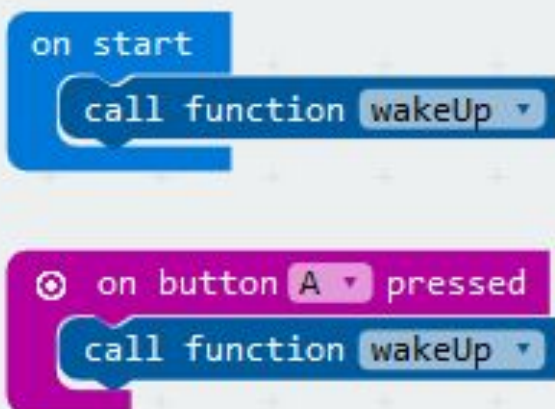 on start
call function wakeUp
on button A pressed
call function wakeUp